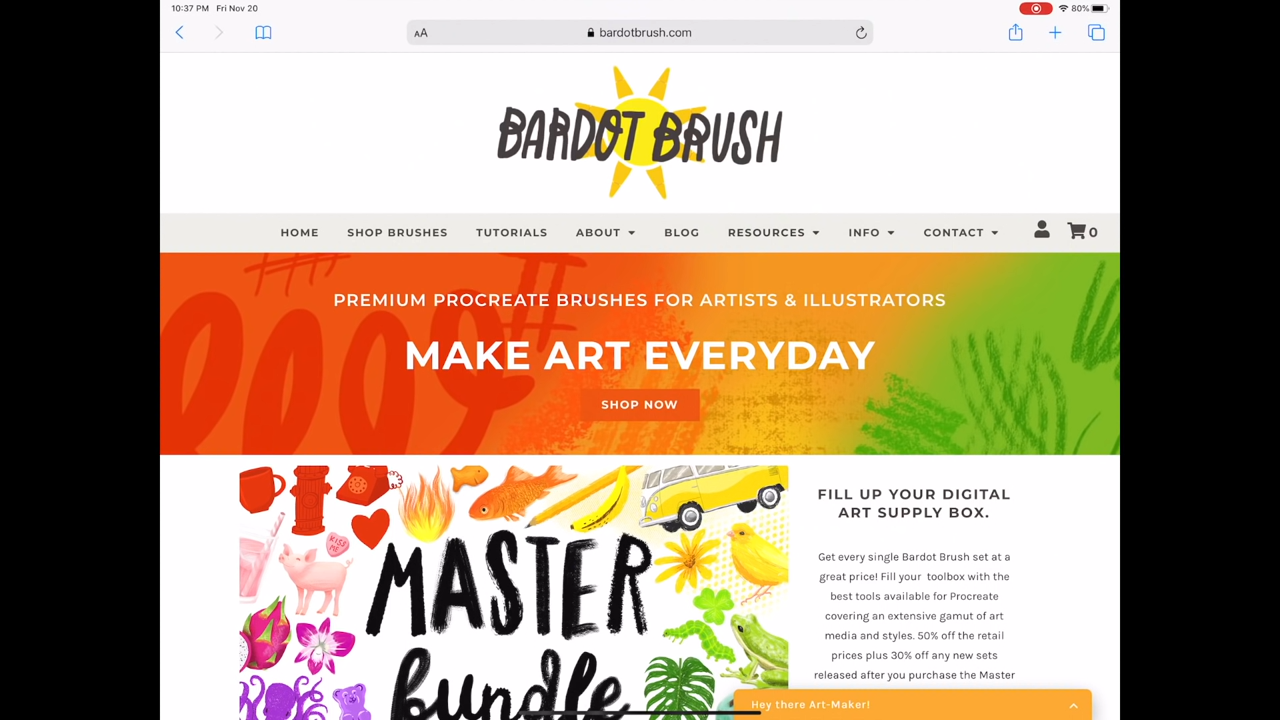 10:37 PM Fri Nov 20
80%
AA
bardotbrush.com
BARDOT BRUSH
HOME SHOP BRUSHES TUTORIALS ABOUT BLOG RESOURCES INFO CONTACT 0
PREMIUM PROCREATE BRUSHES FOR ARTISTS & ILLUSTRATORS
MAKE ART EVERYDAY
SHOP NOW
KISS ME
MASTER
bundle
FILL UP YOUR DIGITAL
ART SUPPLY BOX.
Get every single Bardot Brush set at a
great price! Fill your toolbox with the
best tools available for Procreate
covering an extensive gamut of art
media and styles. 50% off the retail
prices plus 30% off any new sets
released after you purchase the Master
Hey there Art-Maker!